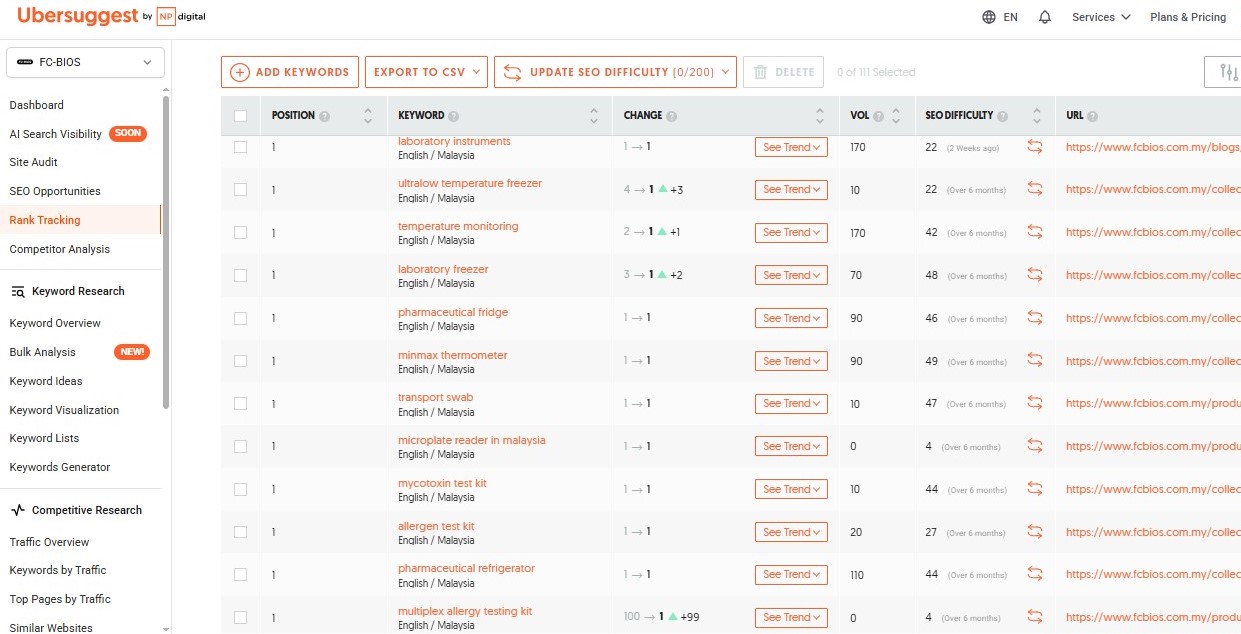 Ubersuggest by NP digital
EN Services Plans & Pricing
FC-BIOS
Dashboard
AI Search Visibility SOON
Site Audit
SEO Opportunities
Rank Tracking
Competitor Analysis
Keyword Research
Keyword Overview
Bulk Analysis NEW!
Keyword Ideas
Keyword Visualization
Keyword Lists
Keywords Generator
Competitive Research
Traffic Overview
Keywords by Traffic
Top Pages by Traffic
Similar Websites
ADD KEYWORDS EXPORT TO CSV UPDATE SEO DIFFICULTY (0/200) DELETE 0 of 111 Selected
POSITION ? KEYWORD ? CHANGE ? VOL ? SEO DIFFICULTY ? URL ?
1 laboratory instruments 1 → 1 See Trend 170 22 (2 Weeks ago) https://www.fcbios.com.my/blogs/
English / Malaysia
1 ultralow temperature freezer 4 → 1 ▲ +3 See Trend 10 22 (Over 6 months) https://www.fcbios.com.my/collec
English / Malaysia
1 temperature monitoring 2 → 1 ▲ +1 See Trend 170 42 (Over 6 months) https://www.fcbios.com.my/collec
English / Malaysia
1 laboratory freezer 3 → 1 ▲ +2 See Trend 70 48 (Over 6 months) https://www.fcbios.com.my/collec
English / Malaysia
1 pharmaceutical fridge 1 → 1 See Trend 90 46 (Over 6 months) https://www.fcbios.com.my/collec
English / Malaysia
1 minmax thermometer 1 → 1 See Trend 90 49 (Over 6 months) https://www.fcbios.com.my/collec
English / Malaysia
1 transport swab 1 → 1 See Trend 10 47 (Over 6 months) https://www.fcbios.com.my/produ
English / Malaysia
1 microplate reader in malaysia 1 → 1 See Trend 0 4 (Over 6 months) https://www.fcbios.com.my/produ
English / Malaysia
1 mycotoxin test kit 1 → 1 See Trend 10 44 (Over 6 months) https://www.fcbios.com.my/collec
English / Malaysia
1 allergen test kit 1 → 1 See Trend 20 27 (Over 6 months) https://www.fcbios.com.my/collec
English / Malaysia
1 pharmaceutical refrigerator 1 → 1 See Trend 110 44 (Over 6 months) https://www.fcbios.com.my/collec
English / Malaysia
1 multiplex allergy testing kit 100 → 1 ▲ +99 See Trend 0 4 (Over 6 months) https://www.fcbios.com.my/produ
English / Malaysia